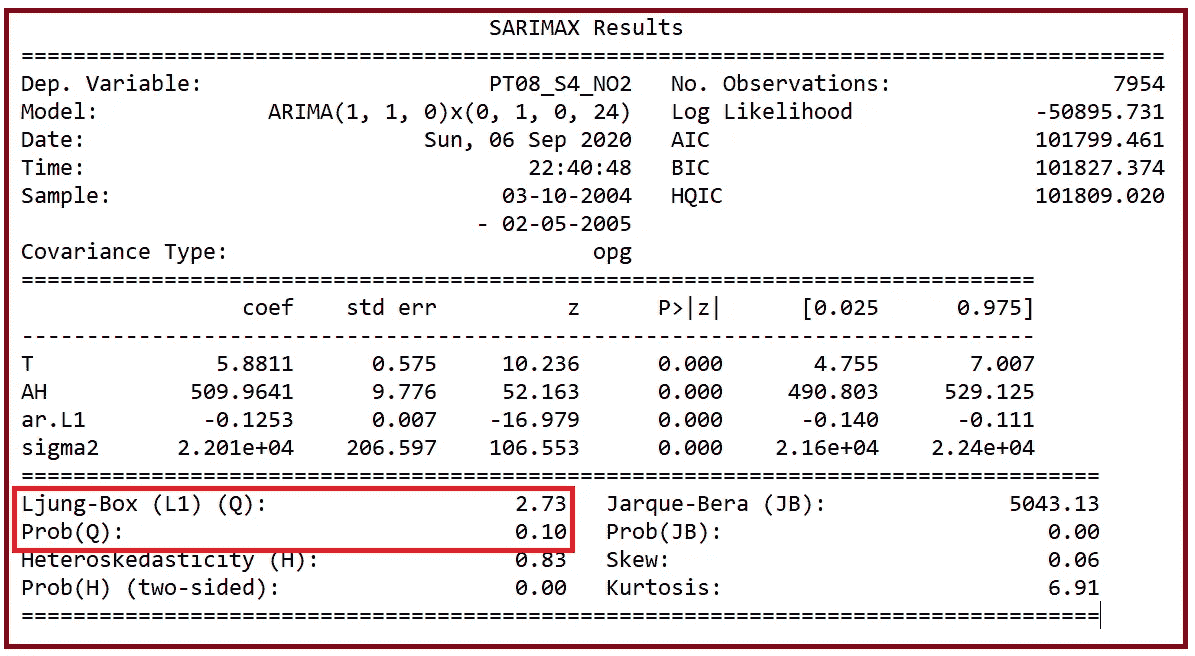 SARIMAX Results
==========================================================================================
Dep. Variable:                      PT08_S4_NO2   No. Observations:                 7954
Model:             ARIMA(1, 1, 0)x(0, 1, 0, 24)   Log Likelihood              -50895.731
Date:                          Sun, 06 Sep 2020   AIC                         101799.461
Time:                                  22:40:48   BIC                         101827.374
Sample:                              03-10-2004   HQIC                        101809.020
- 02-05-2005
Covariance Type:                            opg
==============================================================================
coef    std err          z      P>|z|      [0.025      0.975]
------------------------------------------------------------------------------
T              5.8811      0.575     10.236      0.000       4.755       7.007
AH           509.9641      9.776     52.163      0.000     490.803     529.125
ar.L1         -0.1253      0.007    -16.979      0.000      -0.140      -0.111
sigma2      2.201e+04    206.597    106.553      0.000    2.16e+04    2.24e+04
===================================================================================
Ljung-Box (L1) (Q):                   2.73   Jarque-Bera (JB):              5043.13
Prob(Q):                              0.10   Prob(JB):                         0.00
Heteroskedasticity (H):               0.83   Skew:                             0.06
Prob(H) (two-sided):                  0.00   Kurtosis:                         6.91
===================================================================================